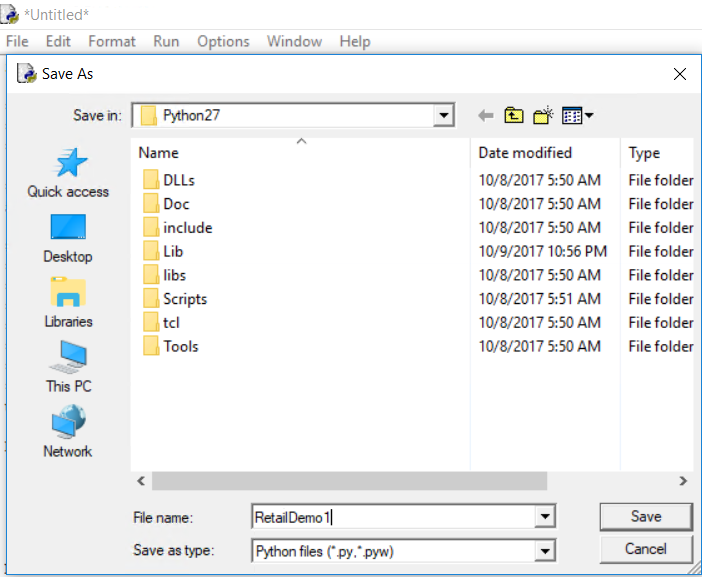 *Untitled*
File Edit Format Run Options Window Help
Save As
Save in: Python27
Name Date modified Type
Quick access
Desktop
Libraries
This PC
Network
DLLs 10/8/2017 5:50 AM File folder
Doc 10/8/2017 5:50 AM File folder
include 10/8/2017 5:50 AM File folder
Lib 10/9/2017 10:56 PM File folder
libs 10/8/2017 5:50 AM File folder
Scripts 10/8/2017 5:51 AM File folder
tcl 10/8/2017 5:50 AM File folder
Tools 10/8/2017 5:50 AM File folder
File name: RetailDemo1 Save
Save as type: Python files (*.py,*.pyw) Cancel